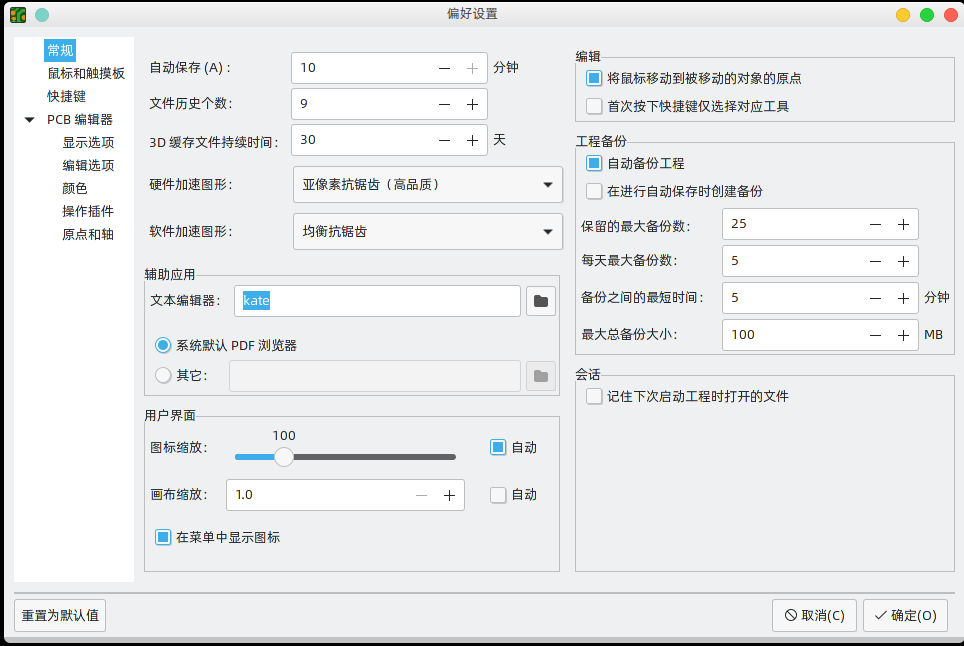 偏好设置
常规
鼠标和触摸板
快捷键
PCB 编辑器
显示选项
编辑选项
颜色
操作插件
原点和轴
自动保存 (A) : 10 分钟
文件历史个数: 9
3D 缓存文件持续时间: 30 天
硬件加速图形: 亚像素抗锯齿（高品质）
软件加速图形: 均衡抗锯齿
辅助应用
文本编辑器: kate
系统默认 PDF 浏览器
其它:
用户界面
100
图标缩放: 自动
画布缩放: 1.0 自动
在菜单中显示图标
编辑
将鼠标移动到被移动的对象的原点
首次按下快捷键仅选择对应工具
工程备份
自动备份工程
在进行自动保存时创建备份
保留的最大备份数: 25
每天最大备份数: 5
备份之间的最短时间: 5 分钟
最大总备份大小: 100 MB
会话
记住下次启动工程时打开的文件
重置为默认值
取消(C)
确定(O)